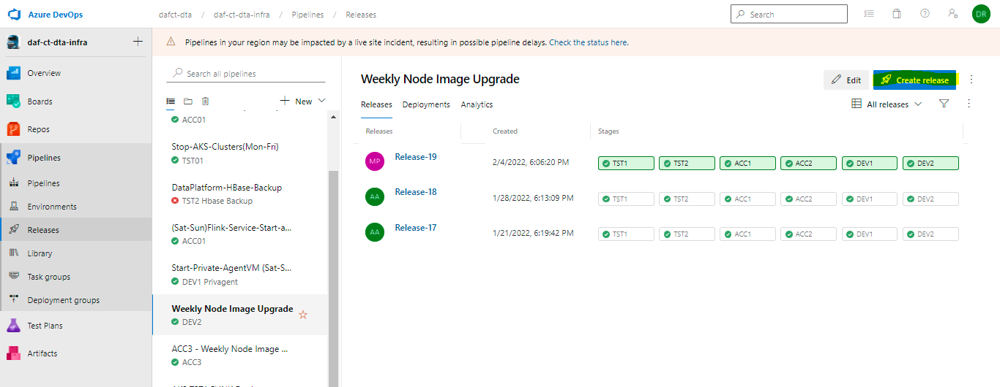 Azure DevOps
dafct-dta / daf-ct-dta-infra / Pipelines / Releases
Search
DR
daf-ct-dta-infra
Overview
Boards
Repos
Pipelines
Pipelines
Environments
Releases
Library
Task groups
Deployment groups
Test Plans
Artifacts
Pipelines in your region may be impacted by a live site incident, resulting in possible pipeline delays. Check the status here.
Search all pipelines
New
ACC01
Stop-AKS-Clusters(Mon-Fri)
TST01
DataPlatform-HBase-Backup
TST2 Hbase Backup
(Sat-Sun)Flink-Service-Start-a...
ACC01
Start-Private-AgentVM (Sat-S...
DEV1 Privagent
Weekly Node Image Upgrade
DEV2
ACC3 - Weekly Node Image ...
ACC3
Weekly Node Image Upgrade
Edit
Create release
Releases Deployments Analytics
All releases
Releases Created Stages
MP Release-19 2/4/2022, 6:06:20 PM TST1 TST2 ACC1 ACC2 DEV1 DEV2
AA Release-18 1/28/2022, 6:13:09 PM TST1 TST2 ACC1 ACC2 DEV1 DEV2
AA Release-17 1/21/2022, 6:19:42 PM TST1 TST2 ACC1 ACC2 DEV1 DEV2